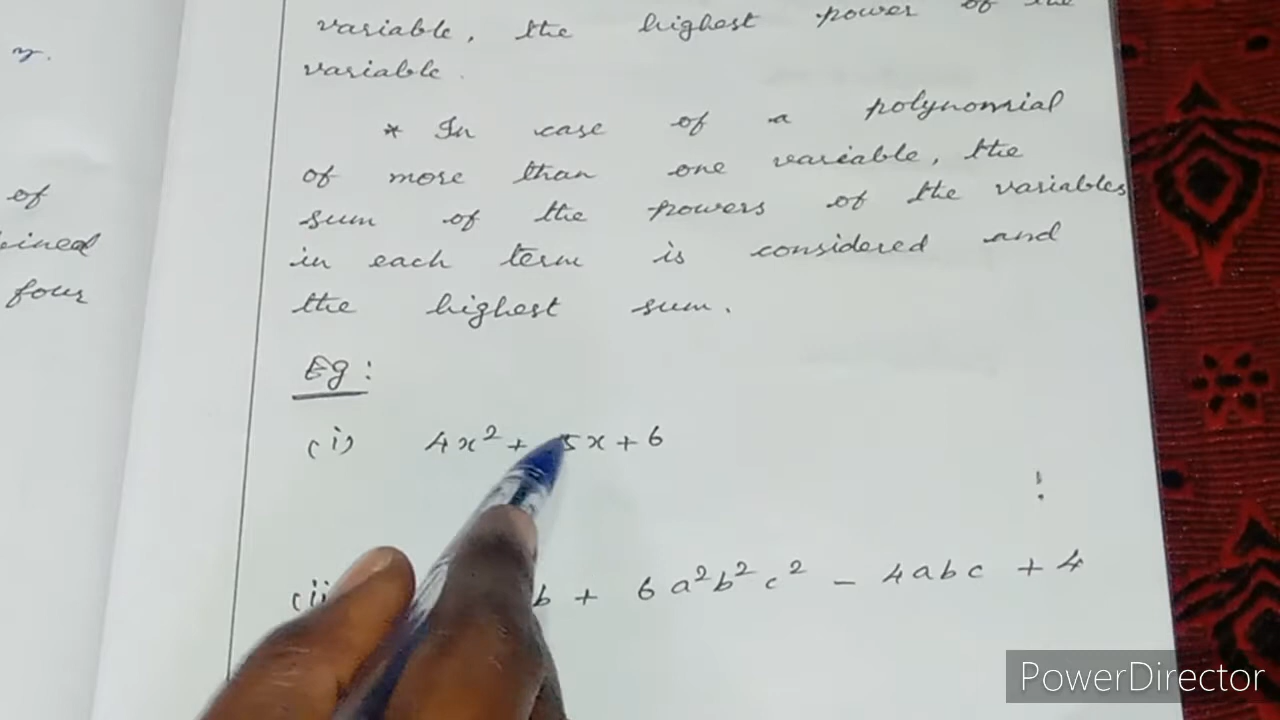 variable, the highest power of the
variable.
* In case of a polynomial
of more than one variable, the
sum of the powers of the variables
in each term is considered and
the highest sum.
Eg:
(i) 4x² + 5x + 6
b + 6a²b²c² - 4abc + 4
of
four
PowerDirector